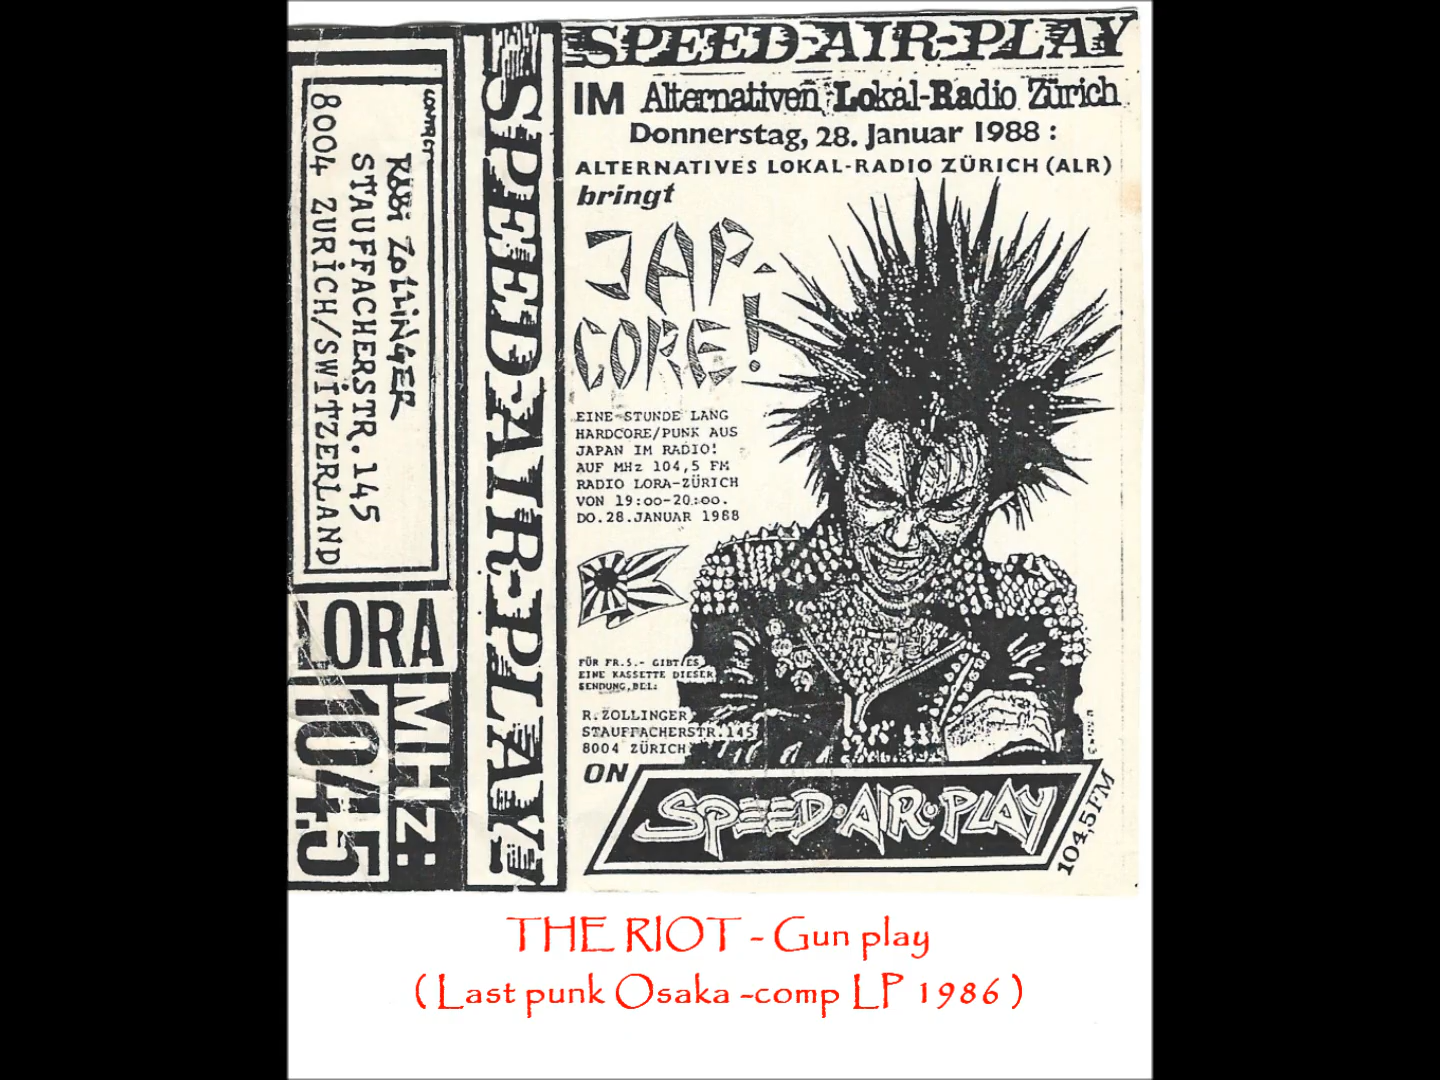 CONTACT
RöBi ZOLLINGER
STAUFFACHERSTR.145
8004 ZURICH/SWITZERLAND
LORA
MHZ:
104.5
SPEED-AIR-PLAY!
SPEED-AIR-PLAY
IM Alternativen Lokal-Radio Zürich
Donnerstag, 28. Januar 1988 :
ALTERNATIVES LOKAL-RADIO ZÜRICH (ALR)
bringt
JAP-
CORE!
EINE STUNDE LANG
HARDCORE/PUNK AUS
JAPAN IM RADIO!
AUF MHz 104,5 FM
RADIO LORA-ZÜRICH
VON 19:00-20:00.
DO.28.JANUAR 1988
FÜR FR.5.- GIBT ES
EINE KASSETTE DIESER
SENDUNG,BEI:
R.ZOLLINGER
STAUFFACHERSTR.145
8004 ZÜRICH
ON
SPEED•AIR•PLAY
104,5 FM
THE RIOT - Gun play
( Last punk Osaka -comp LP 1986 )